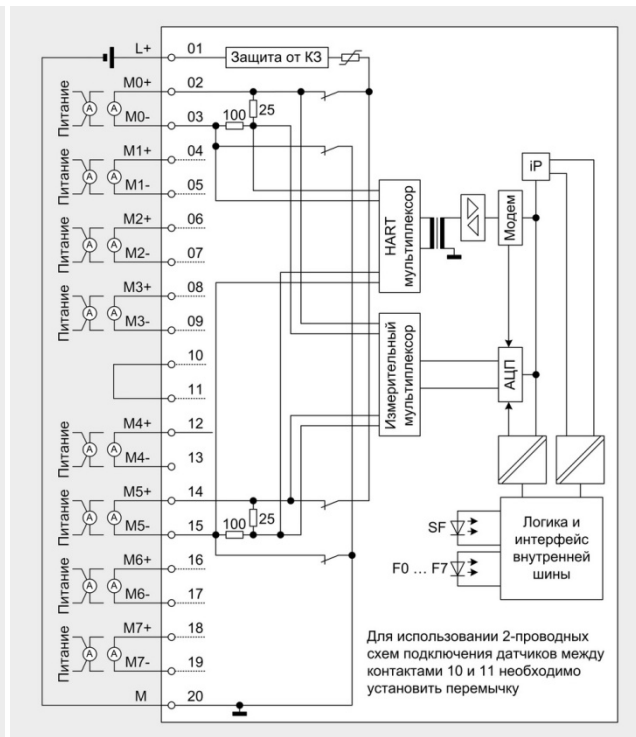 L+ 01 Защита от КЗ
M0+ 02
Питание A A
M0- 03 100 25
M1+ 04
Питание A A
M1- 05
M2+ 06
Питание A A
M2- 07
M3+ 08
Питание A A
M3- 09
10
11
M4+ 12
Питание A A
M4- 13
M5+ 14
Питание A A
M5- 15 100 25
M6+ 16
Питание A A
M6- 17
M7+ 18
Питание A A
M7- 19
M 20
HART мультиплексор
Модем
iP
Измерительный мультиплексор
АЦП
SF
F0 ... F7
Логика и
интерфейс
внутренней
шины
Для использовании 2-проводных
схем подключения датчиков между
контактами 10 и 11 необходимо
установить перемычку